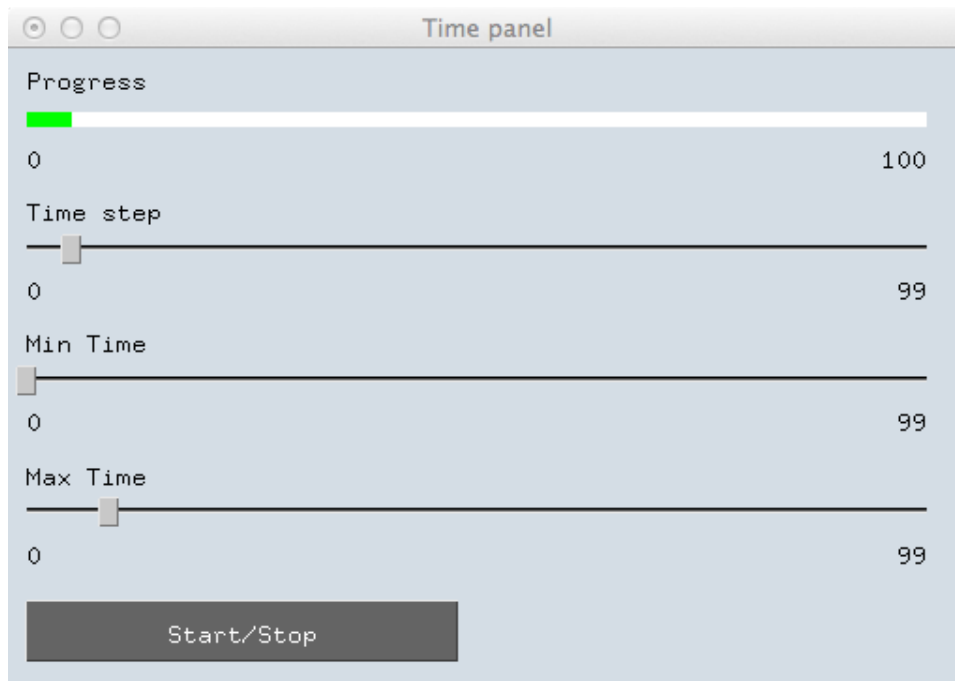 Time panel
Progress
0 100
Time step
0 99
Min Time
0 99
Max Time
0 99
Start/Stop